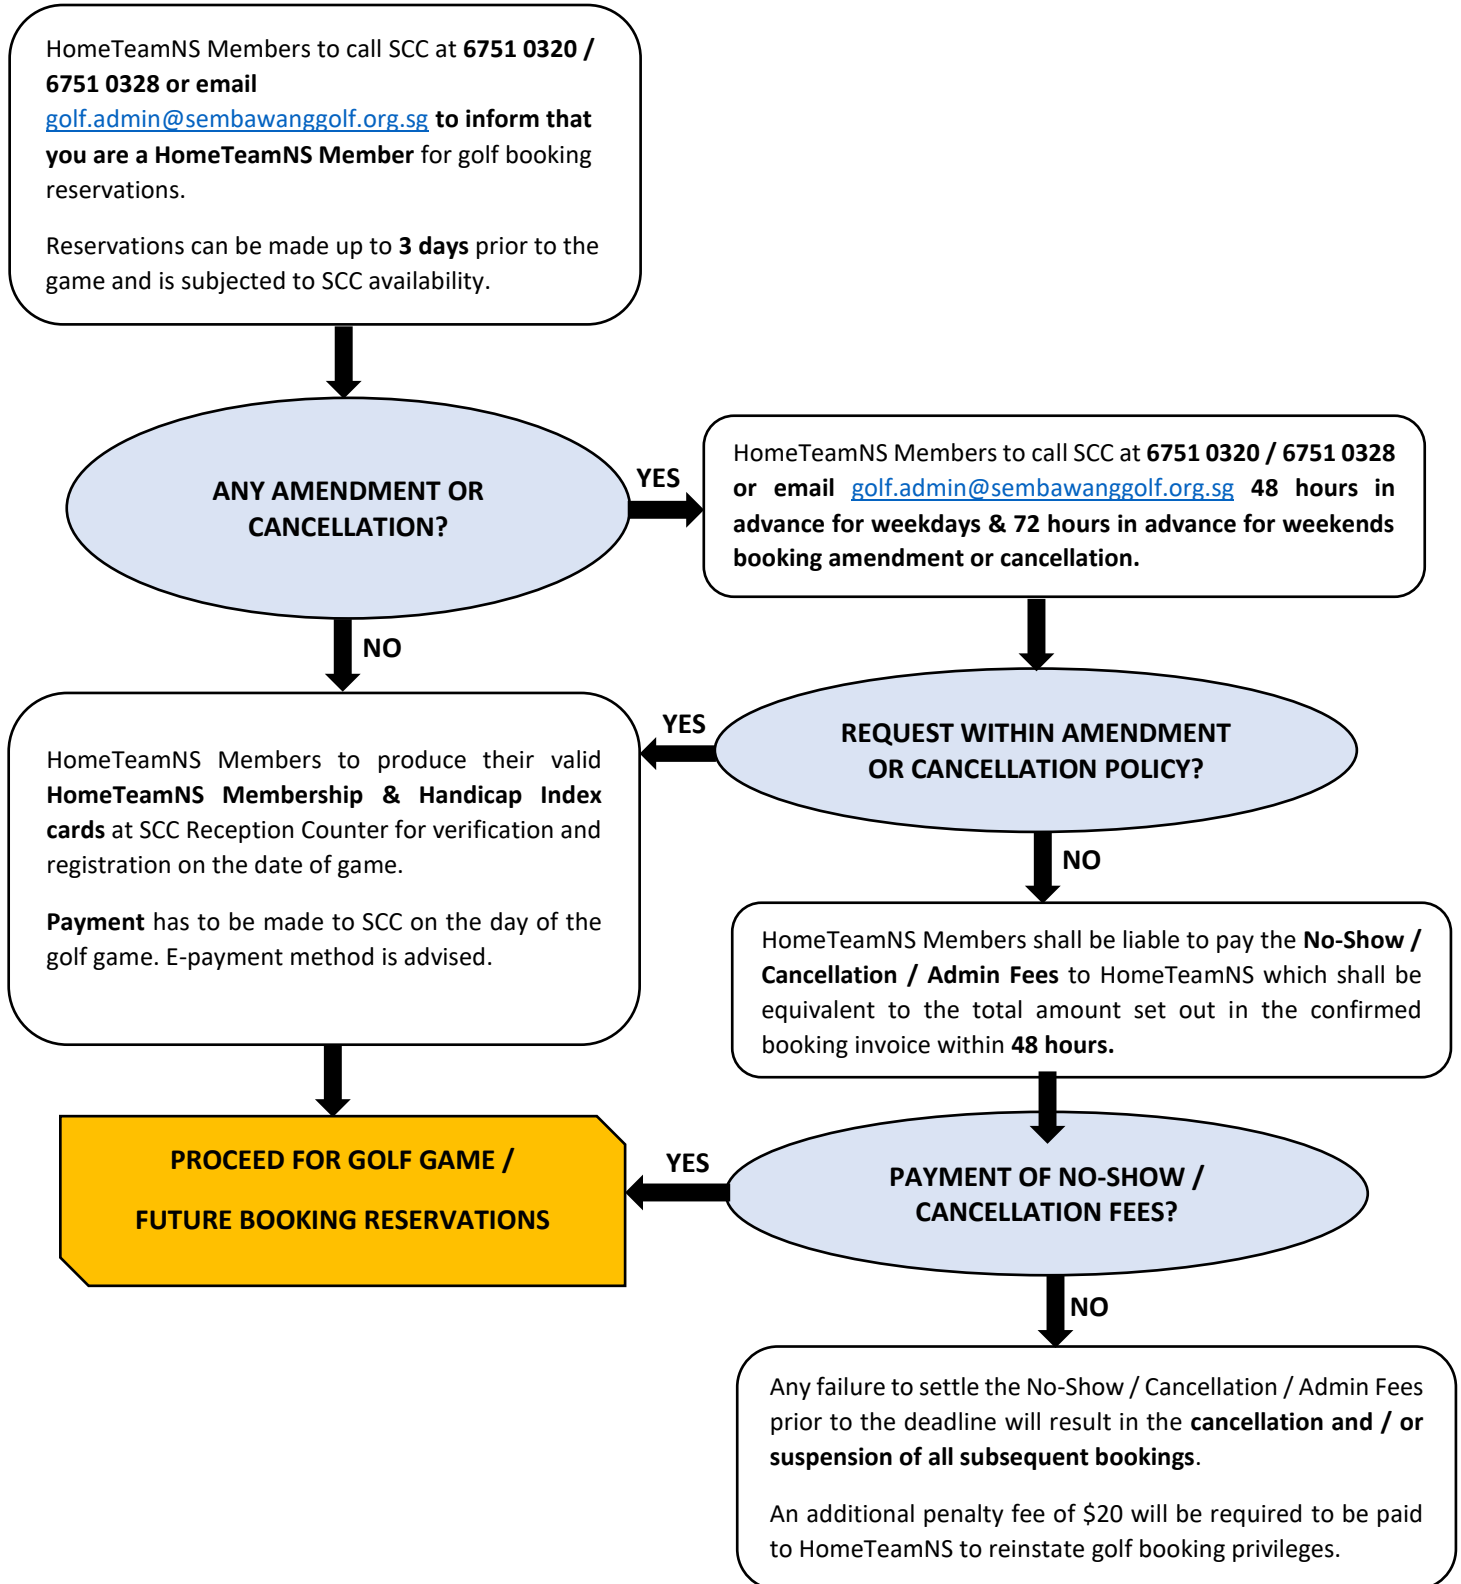 HomeTeamNS Members to call SCC at 6751 0320 /
6751 0328 or email
golf.admin@sembawanggolf.org.sg to inform that
you are a HomeTeamNS Member for golf booking
reservations.
Reservations can be made up to 3 days prior to the
game and is subjected to SCC availability.
ANY AMENDMENT OR
CANCELLATION?
YES
HomeTeamNS Members to call SCC at 6751 0320 / 6751 0328
or email golf.admin@sembawanggolf.org.sg 48 hours in
advance for weekdays & 72 hours in advance for weekends
booking amendment or cancellation.
NO
REQUEST WITHIN AMENDMENT
OR CANCELLATION POLICY?
YES
HomeTeamNS Members to produce their valid
HomeTeamNS Membership & Handicap Index
cards at SCC Reception Counter for verification and
registration on the date of game.
Payment has to be made to SCC on the day of the
golf game. E-payment method is advised.
NO
HomeTeamNS Members shall be liable to pay the No-Show /
Cancellation / Admin Fees to HomeTeamNS which shall be
equivalent to the total amount set out in the confirmed
booking invoice within 48 hours.
PROCEED FOR GOLF GAME /
FUTURE BOOKING RESERVATIONS
YES
PAYMENT OF NO-SHOW /
CANCELLATION FEES?
NO
Any failure to settle the No-Show / Cancellation / Admin Fees
prior to the deadline will result in the cancellation and / or
suspension of all subsequent bookings.
An additional penalty fee of $20 will be required to be paid
to HomeTeamNS to reinstate golf booking privileges.